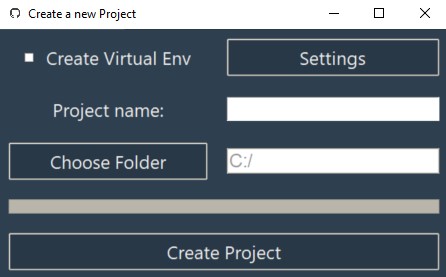 Create a new Project
Create Virtual Env
Settings
Project name:
Choose Folder
C:/
Create Project